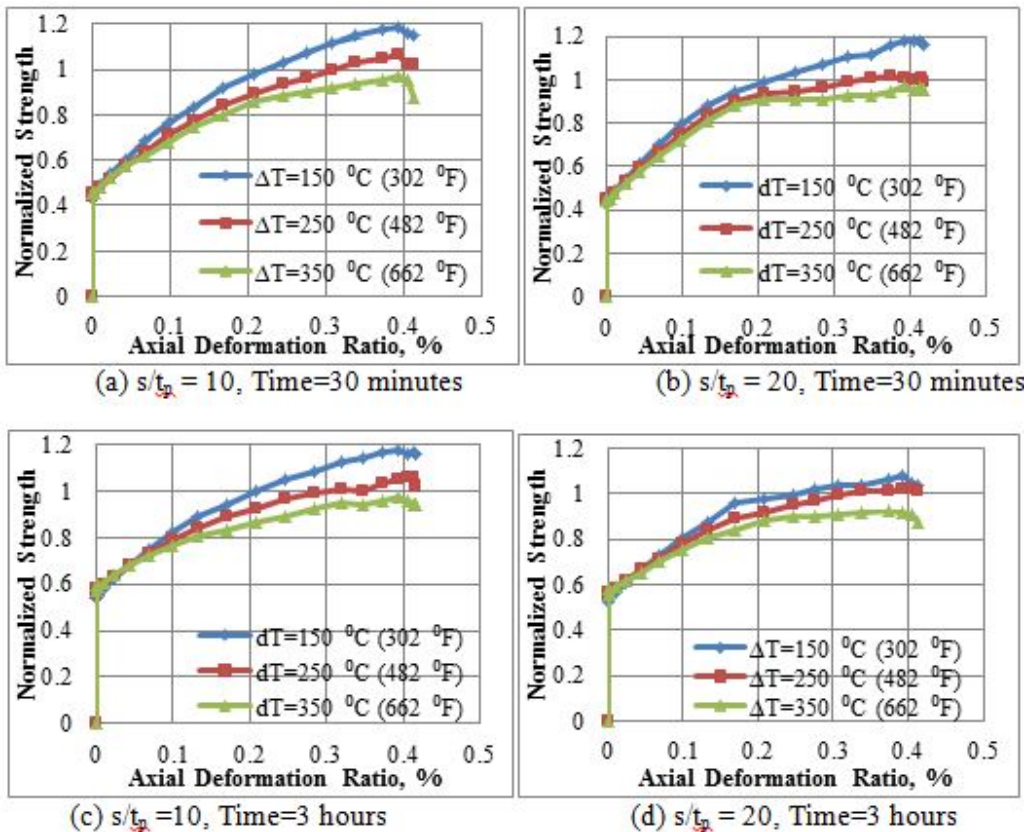 1.2
1
0.8
0.6
0.4
0.2
0
Normalized Strength
ΔT=150 ⁰C (302 ⁰F)
ΔT=250 ⁰C (482 ⁰F)
ΔT=350 ⁰C (662 ⁰F)
0 0.1 0.2 0.3 0.4 0.5
Axial Deformation Ratio, %
(a) s/tₚ = 10, Time=30 minutes
1.2
1
0.8
0.6
0.4
0.2
0
Normalized Strength
dT=150 ⁰C (302 ⁰F)
dT=250 ⁰C (482 ⁰F)
dT=350 ⁰C (662 ⁰F)
0 0.1 0.2 0.3 0.4 0.5
Axial Deformation Ratio, %
(b) s/tₚ = 20, Time=30 minutes
1.2
1
0.8
0.6
0.4
0.2
0
Normalized Strength
dT=150 ⁰C (302 ⁰F)
dT=250 ⁰C (482 ⁰F)
dT=350 ⁰C (662 ⁰F)
0 0.1 0.2 0.3 0.4 0.5
Axial Deformation Ratio, %
(c) s/tₚ =10, Time=3 hours
1.2
1
0.8
0.6
0.4
0.2
0
Normalized Strength
ΔT=150 ⁰C (302 ⁰F)
ΔT=250 ⁰C (482 ⁰F)
ΔT=350 ⁰C (662 ⁰F)
0 0.1 0.2 0.3 0.4 0.5
Axial Deformation Ratio, %
(d) s/tₚ = 20, Time=3 hours